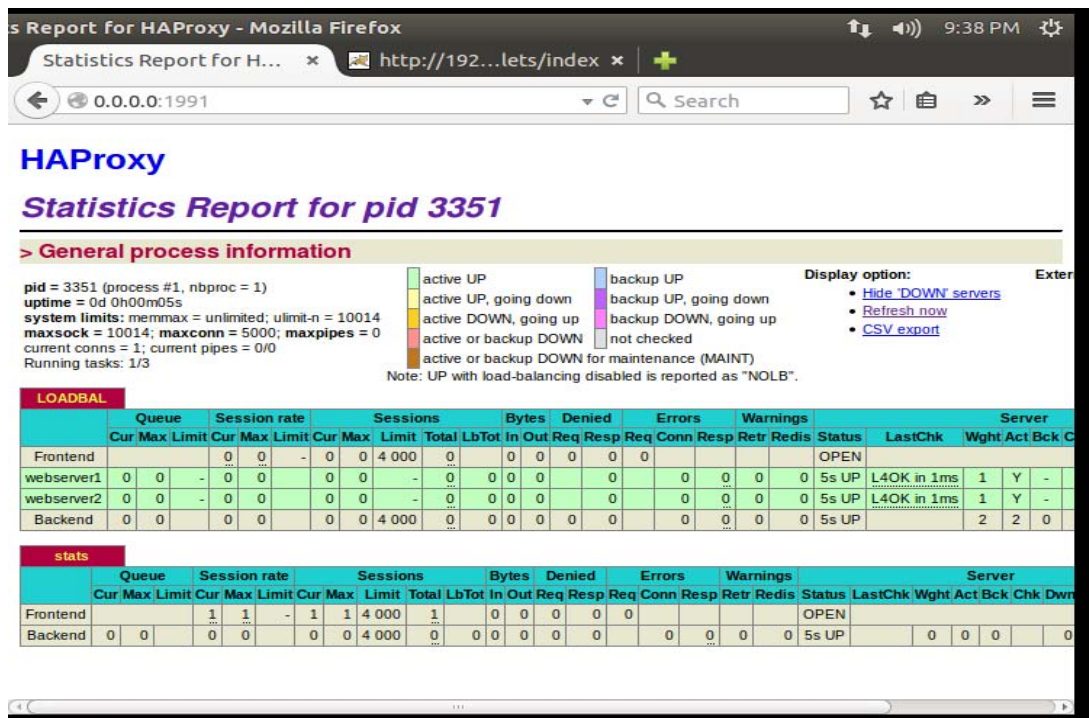 s Report for HAProxy - Mozilla Firefox 9:38 PM
Statistics Report for H... × http://192...lets/index ×
0.0.0.0:1991 Search »
HAProxy
Statistics Report for pid 3351
> General process information
pid = 3351 (process #1, nbproc = 1)
uptime = 0d 0h00m05s
system limits: memmax = unlimited; ulimit-n = 10014
maxsock = 10014; maxconn = 5000; maxpipes = 0
current conns = 1; current pipes = 0/0
Running tasks: 1/3
active UP backup UP
active UP, going down backup UP, going down
active DOWN, going up backup DOWN, going up
active or backup DOWN not checked
active or backup DOWN for maintenance (MAINT)
Note: UP with load-balancing disabled is reported as "NOLB".
Display option:
• Hide 'DOWN' servers
• Refresh now
• CSV export
Exter
LOADBAL
Queue Session rate Sessions Bytes Denied Errors Warnings Server
Cur Max Limit Cur Max Limit Cur Max Limit Total LbTot In Out Req Resp Req Conn Resp Retr Redis Status LastChk Wght Act Bck C
Frontend 0 0 - 0 0 4 000 0 0 0 0 0 0 OPEN
webserver1 0 0 - 0 0 0 0 - 0 0 0 0 0 0 0 0 0 5s UP L4OK in 1ms 1 Y -
webserver2 0 0 - 0 0 0 0 - 0 0 0 0 0 0 0 0 0 5s UP L4OK in 1ms 1 Y -
Backend 0 0 0 0 0 0 4 000 0 0 0 0 0 0 0 0 0 0 5s UP 2 2 0
stats
Queue Session rate Sessions Bytes Denied Errors Warnings Server
Cur Max Limit Cur Max Limit Cur Max Limit Total LbTot In Out Req Resp Req Conn Resp Retr Redis Status LastChk Wght Act Bck Chk Dwn
Frontend 1 1 - 1 1 4 000 1 0 0 0 0 0 OPEN
Backend 0 0 0 0 0 0 4 000 0 0 0 0 0 0 0 0 0 0 5s UP 0 0 0 0